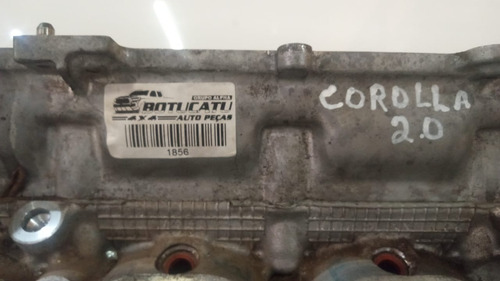 GRUPO ALPHA
BOTUCATU
4X4 AUTO PEÇAS
1856
COROLLA
2.0